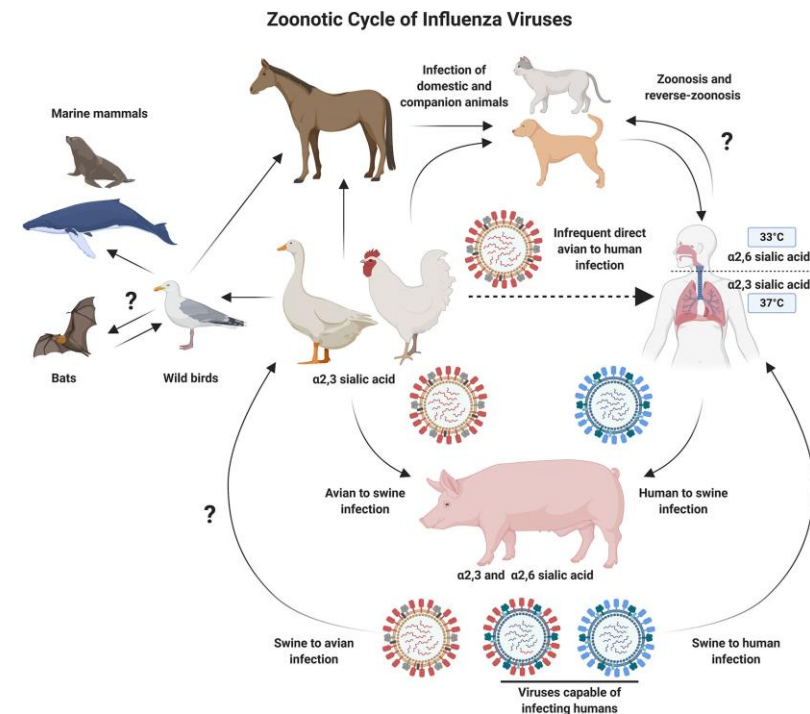 Zoonotic Cycle of Influenza Viruses
Marine mammals
Infection of
domestic and
companion animals
Zoonosis and
reverse-zoonosis
?
Infrequent direct
avian to human
infection
33°C
α2,6 sialic acid
α2,3 sialic acid
37°C
?
Bats
Wild birds
α2,3 sialic acid
Avian to swine
infection
Human to swine
infection
?
α2,3 and α2,6 sialic acid
Swine to avian
infection
Swine to human
infection
Viruses capable of
infecting humans